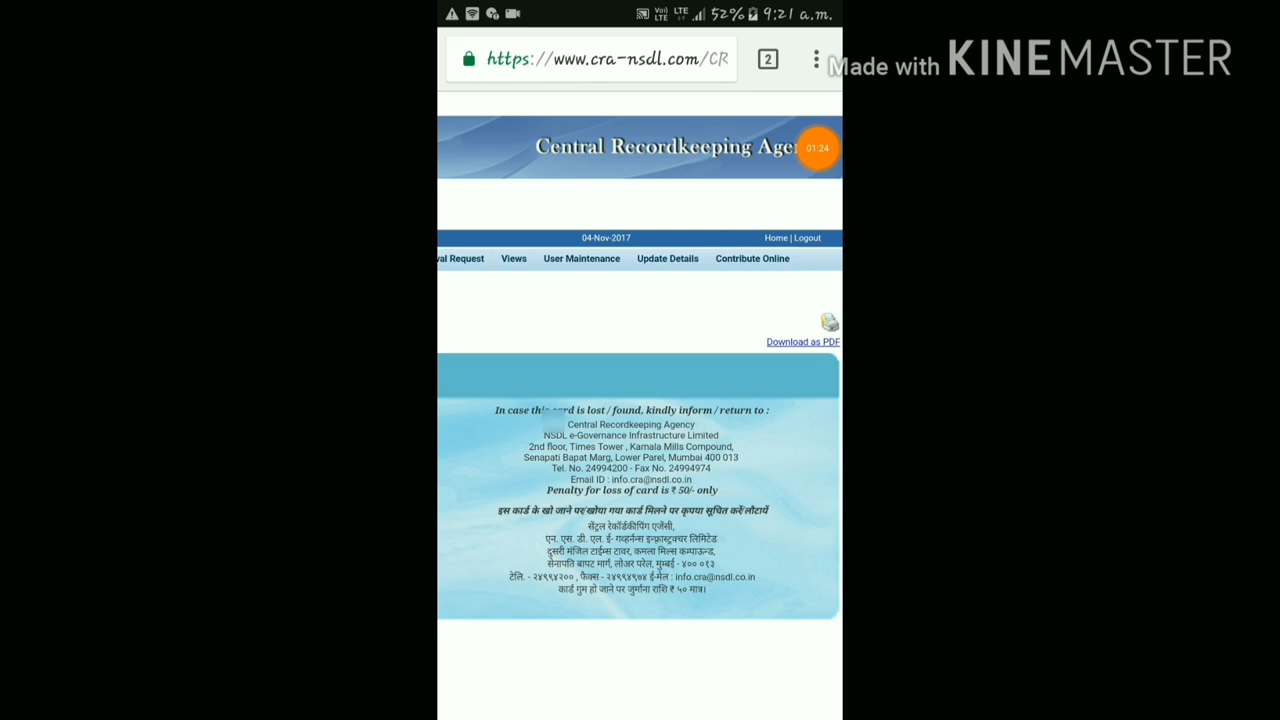 Voi) LTE LTE 52% 9:21 a.m.
https://www.cra-nsdl.com/CR 2
Made with KINEMASTER
Central Recordkeeping Age
01:24
04-Nov-2017 Home | Logout
val Request Views User Maintenance Update Details Contribute Online
Download as PDF
In case this card is lost / found, kindly inform / return to :
Central Recordkeeping Agency
NSDL e-Governance Infrastructure Limited
2nd floor, Times Tower , Kamala Mills Compound,
Senapati Bapat Marg, Lower Parel, Mumbai 400 013
Tel. No. 24994200 - Fax No. 24994974
Email ID : info.cra@nsdl.co.in
Penalty for loss of card is ₹ 50/- only
इस कार्ड के खो जाने पर/खोया गया कार्ड मिलने पर कृपया सूचित करें/लौटायें
सेंट्रल रेकॉर्डकीपिंग एजेंसी,
एन. एस. डी. एल. ई- गव्हर्नन्स इन्फ्रास्ट्रक्चर लिमिटेड
दुसरी मंजिल टाईम्स टावर, कमला मिल्स कम्पाऊन्ड,
सेनापति बापट मार्ग, लोअर परेल, मुम्बई - ४०० ०१३
टेलि. - २४९९४२०० , फैक्स - २४९९४९७४ ई-मेल : info.cra@nsdl.co.in
कार्ड गुम हो जाने पर जुर्माना राशि ₹ ५० मात्र।